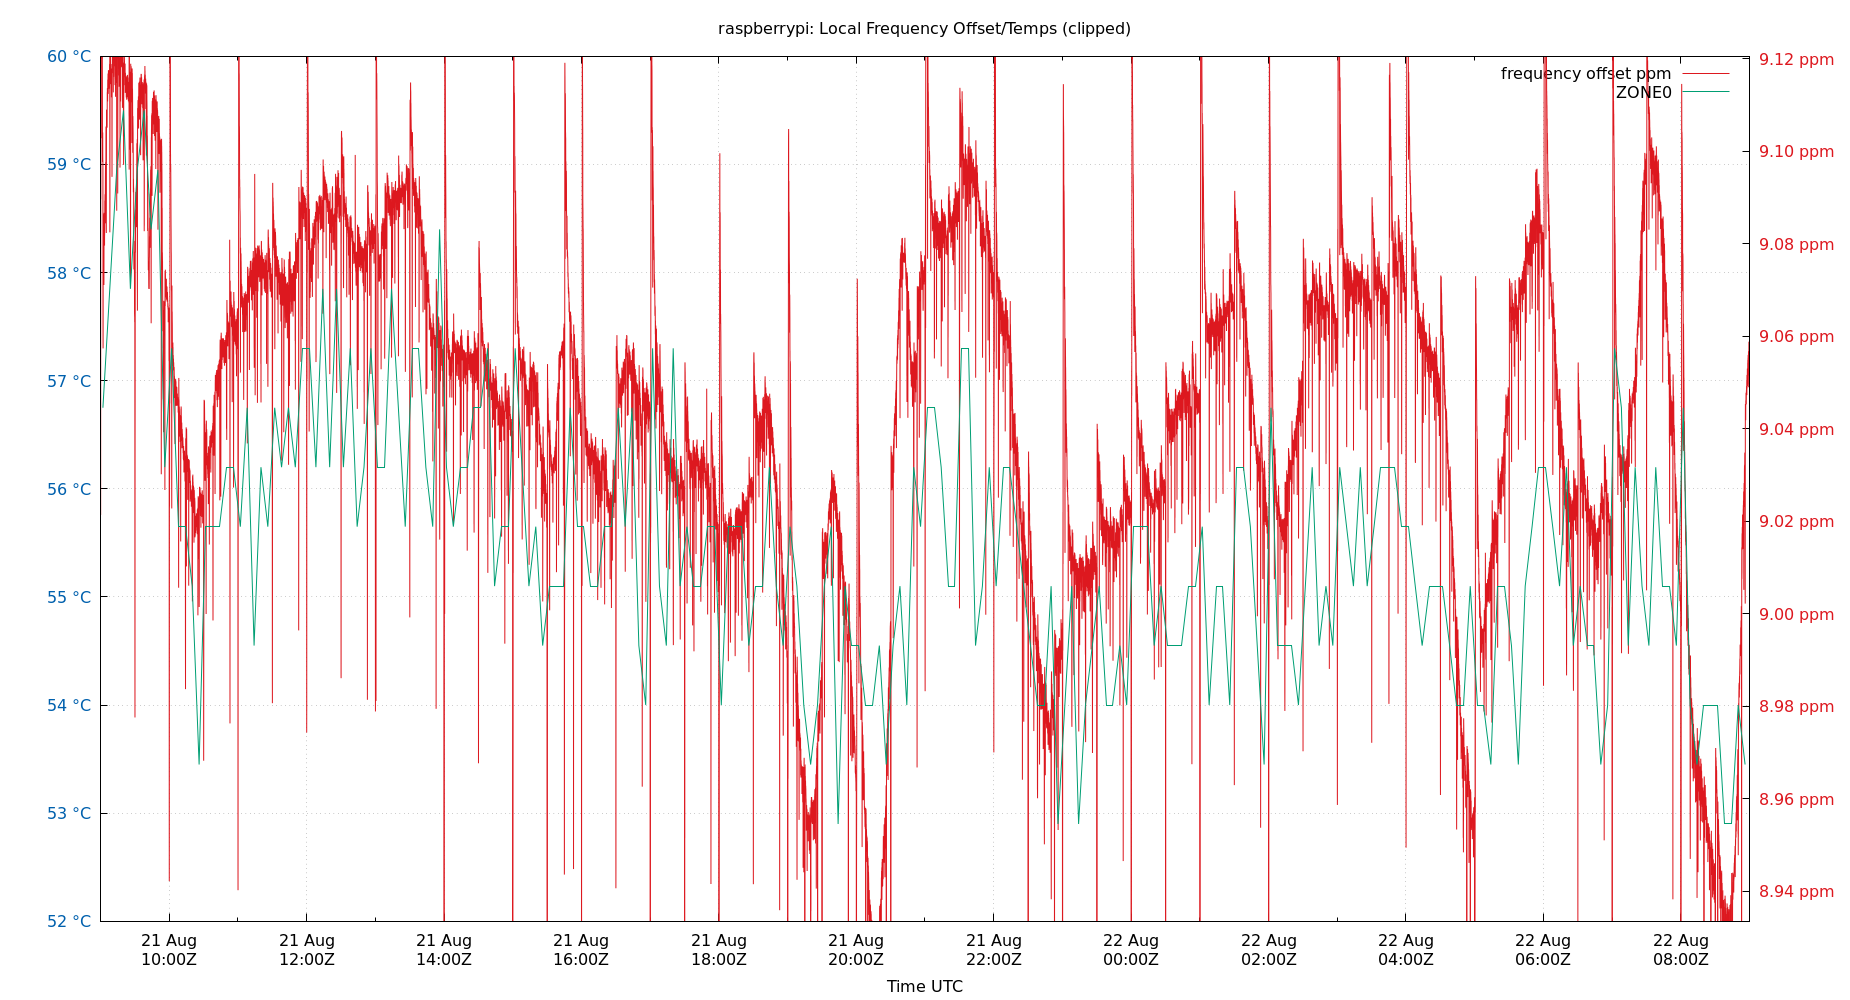 raspberrypi: Local Frequency Offset/Temps (clipped)
60 °C
59 °C
58 °C
57 °C
56 °C
55 °C
54 °C
53 °C
52 °C
9.12 ppm
9.10 ppm
9.08 ppm
9.06 ppm
9.04 ppm
9.02 ppm
9.00 ppm
8.98 ppm
8.96 ppm
8.94 ppm
frequency offset ppm
ZONE0
21 Aug 21 Aug 21 Aug 21 Aug 21 Aug 21 Aug 21 Aug 22 Aug 22 Aug 22 Aug 22 Aug 22 Aug
10:00Z 12:00Z 14:00Z 16:00Z 18:00Z 20:00Z 22:00Z 00:00Z 02:00Z 04:00Z 06:00Z 08:00Z
Time UTC